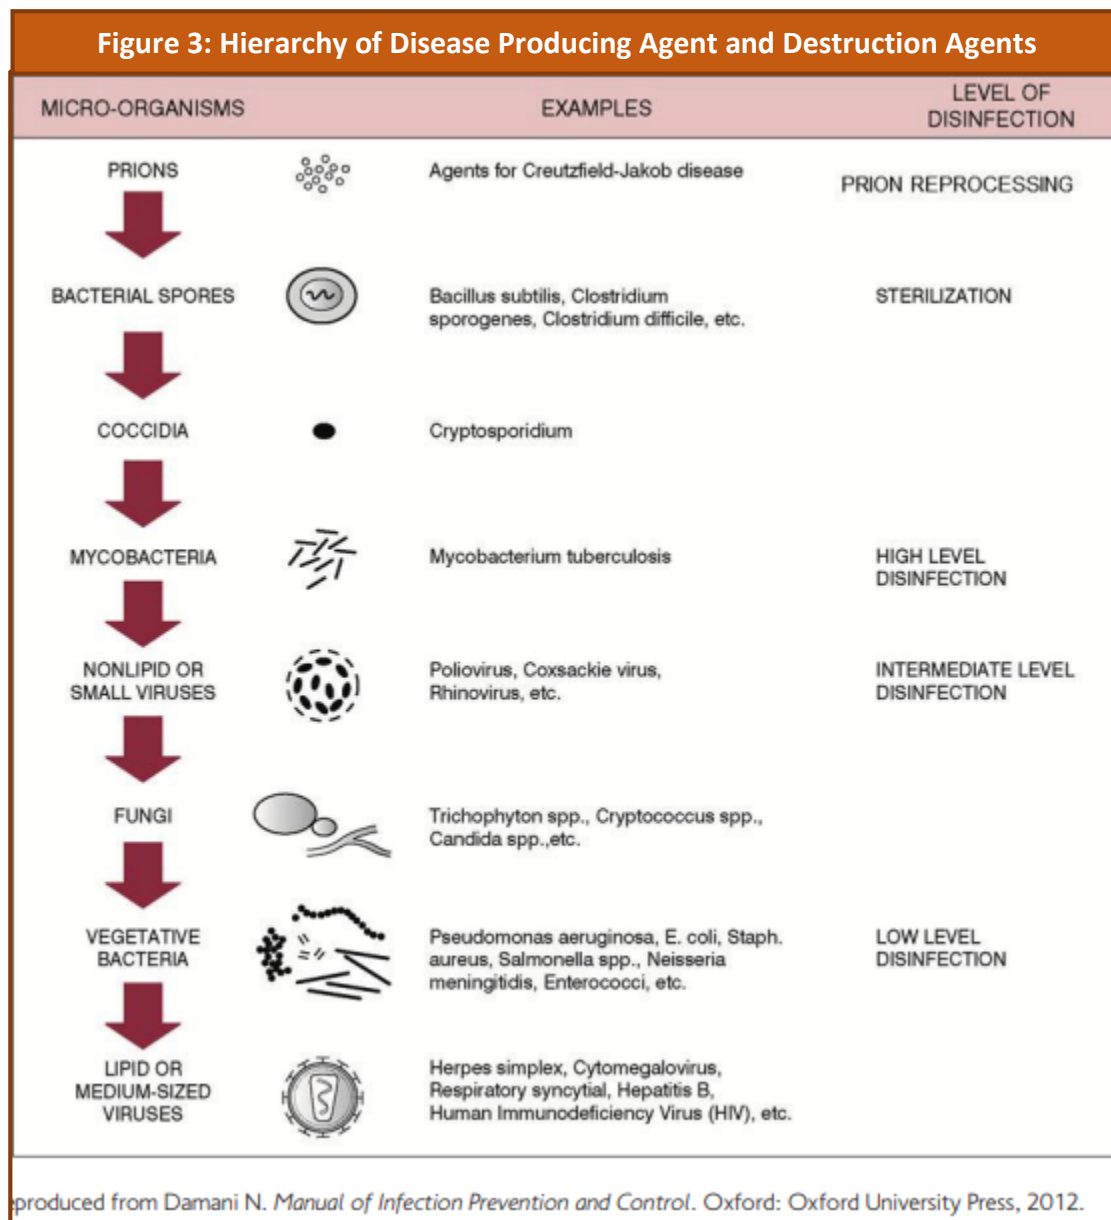 Figure 3: Hierarchy of Disease Producing Agent and Destruction Agents
MICRO-ORGANISMS
EXAMPLES
LEVEL OF
DISINFECTION
PRIONS
Agents for Creutzfield-Jakob disease
PRION REPROCESSING
BACTERIAL SPORES
Bacillus subtilis, Clostridium
sporogenes, Clostridium difficile, etc.
STERILIZATION
COCCIDIA
Cryptosporidium
MYCOBACTERIA
Mycobacterium tuberculosis
HIGH LEVEL
DISINFECTION
NONLIPID OR
SMALL VIRUSES
Poliovirus, Coxsackie virus,
Rhinovirus, etc.
INTERMEDIATE LEVEL
DISINFECTION
FUNGI
Trichophyton spp., Cryptococcus spp.,
Candida spp.,etc.
VEGETATIVE
BACTERIA
Pseudomonas aeruginosa, E. coli, Staph.
aureus, Salmonella spp., Neisseria
meningitidis, Enterococci, etc.
LOW LEVEL
DISINFECTION
LIPID OR
MEDIUM-SIZED
VIRUSES
Herpes simplex, Cytomegalovirus,
Respiratory syncytial, Hepatitis B,
Human Immunodeficiency Virus (HIV), etc.
eproduced from Damani N. Manual of Infection Prevention and Control. Oxford: Oxford University Press, 2012.